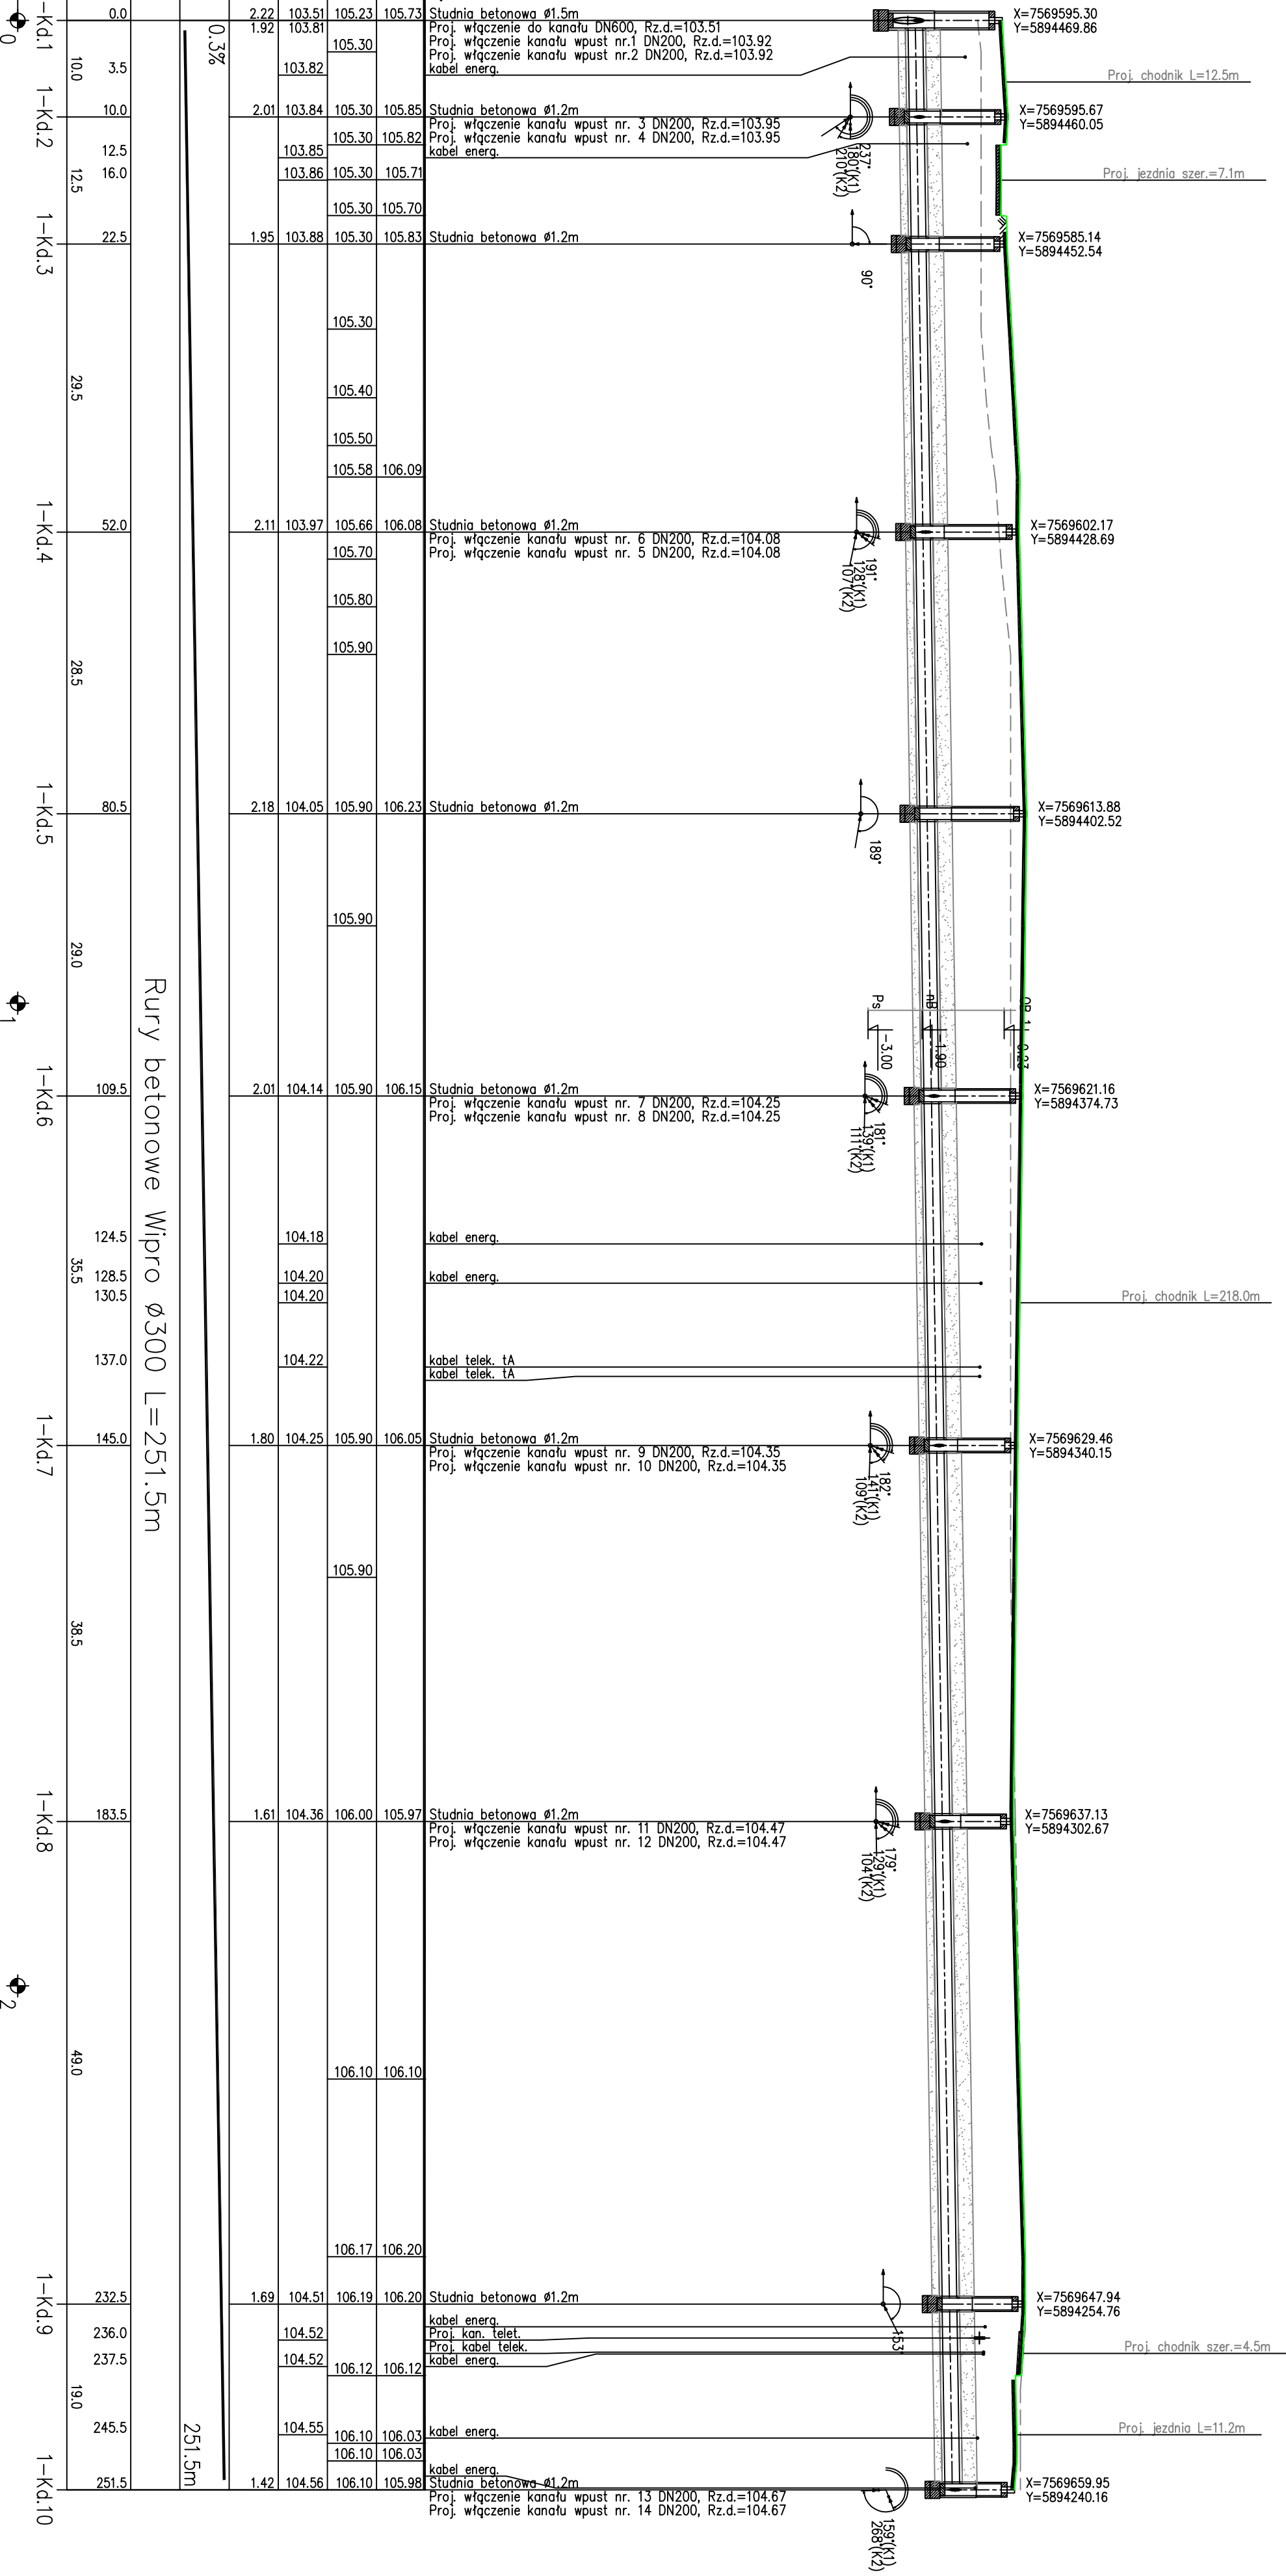 0.0 2.22 103.51 105.23 105.73 Studnia betonowa ø1.5m
1.92 103.81 Proj. włączenie do kanału DN600, Rz.d.=103.51
Proj. włączenie kanału wpust nr.1 DN200, Rz.d.=103.92
105.30 Proj. włączenie kanału wpust nr.2 DN200, Rz.d.=103.92
3.5 103.82 kabel energ.
X=7569595.30
Y=5894469.86
Proj. chodnik L=12.5m
-Kd.1
0
0.3%
10.0
10.0 2.01 103.84 105.30 105.85 Studnia betonowa ø1.2m
Proj. włączenie kanału wpust nr. 3 DN200, Rz.d.=103.95
105.30 105.82 Proj. włączenie kanału wpust nr. 4 DN200, Rz.d.=103.95
12.5 103.85 kabel energ.
16.0 103.86 105.30 105.71
105.30 105.70
X=7569595.67
Y=5894460.05
237°
180°(K1)
210°(K2)
Proj. jezdnia szer.=7.1m
1-Kd.2
12.5
22.5 1.95 103.88 105.30 105.83 Studnia betonowa ø1.2m
X=7569585.14
Y=5894452.54
90°
1-Kd.3
105.30
29.5
105.40
105.50
105.58 106.09
52.0 2.11 103.97 105.66 106.08 Studnia betonowa ø1.2m
Proj. włączenie kanału wpust nr. 6 DN200, Rz.d.=104.08
105.70 Proj. włączenie kanału wpust nr. 5 DN200, Rz.d.=104.08
X=7569602.17
Y=5894428.69
191°
128°(K1)
107°(K2)
1-Kd.4
105.80
105.90
28.5
80.5 2.18 104.05 105.90 106.23 Studnia betonowa ø1.2m
X=7569613.88
Y=5894402.52
189°
1-Kd.5
105.90
29.0
1
Ps
-3.00
-1.90
109.5 2.01 104.14 105.90 106.15 Studnia betonowa ø1.2m
Proj. włączenie kanału wpust nr. 7 DN200, Rz.d.=104.25
Proj. włączenie kanału wpust nr. 8 DN200, Rz.d.=104.25
X=7569621.16
Y=5894374.73
181°
139°(K1)
111°(K2)
1-Kd.6
Rury betonowe Wipro ø300 L=251.5m
124.5 104.18 kabel energ.
35.5
128.5 104.20 kabel energ.
130.5 104.20
Proj. chodnik L=218.0m
137.0 104.22 kabel telek. tA
kabel telek. tA
145.0 1.80 104.25 105.90 106.05 Studnia betonowa ø1.2m
Proj. włączenie kanału wpust nr. 9 DN200, Rz.d.=104.35
Proj. włączenie kanału wpust nr. 10 DN200, Rz.d.=104.35
X=7569629.46
Y=5894340.15
182°
141°(K1)
109°(K2)
1-Kd.7
105.90
38.5
183.5 1.61 104.36 106.00 105.97 Studnia betonowa ø1.2m
Proj. włączenie kanału wpust nr. 11 DN200, Rz.d.=104.47
Proj. włączenie kanału wpust nr. 12 DN200, Rz.d.=104.47
X=7569637.13
Y=5894302.67
179°
129°(K1)
104°(K2)
1-Kd.8
2
49.0
106.10 106.10
106.17 106.20
232.5 1.69 104.51 106.19 106.20 Studnia betonowa ø1.2m
X=7569647.94
Y=5894254.76
153°
1-Kd.9
kabel energ.
236.0 104.52 Proj. kan. telet.
Proj. kabel telek.
237.5 104.52 kabel energ.
106.12 106.12
Proj. chodnik szer.=4.5m
19.0
245.5 104.55 kabel energ.
106.10 106.03
106.10 106.03
Proj. jezdnia L=11.2m
251.5m
kabel energ.
251.5 1.42 104.56 106.10 105.98 Studnia betonowa ø1.2m
Proj. włączenie kanału wpust nr. 13 DN200, Rz.d.=104.67
Proj. włączenie kanału wpust nr. 14 DN200, Rz.d.=104.67
X=7569659.95
Y=5894240.16
159°(K1)
268°(K2)
1-Kd.10